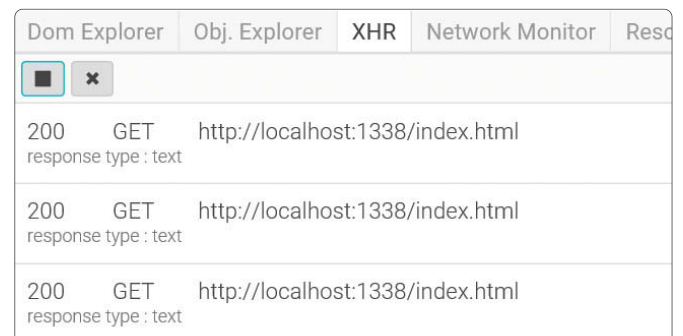 Dom Explorer Obj. Explorer XHR Network Monitor
200 GET http://localhost:1338/index.html
response type : text
200 GET http://localhost:1338/index.html
response type : text
200 GET http://localhost:1338/index.html
response type : text